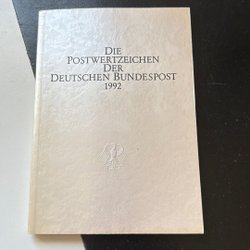 DIE
POSTWERTZEICHEN
DER
DEUTSCHEN BUNDESPOST
1992